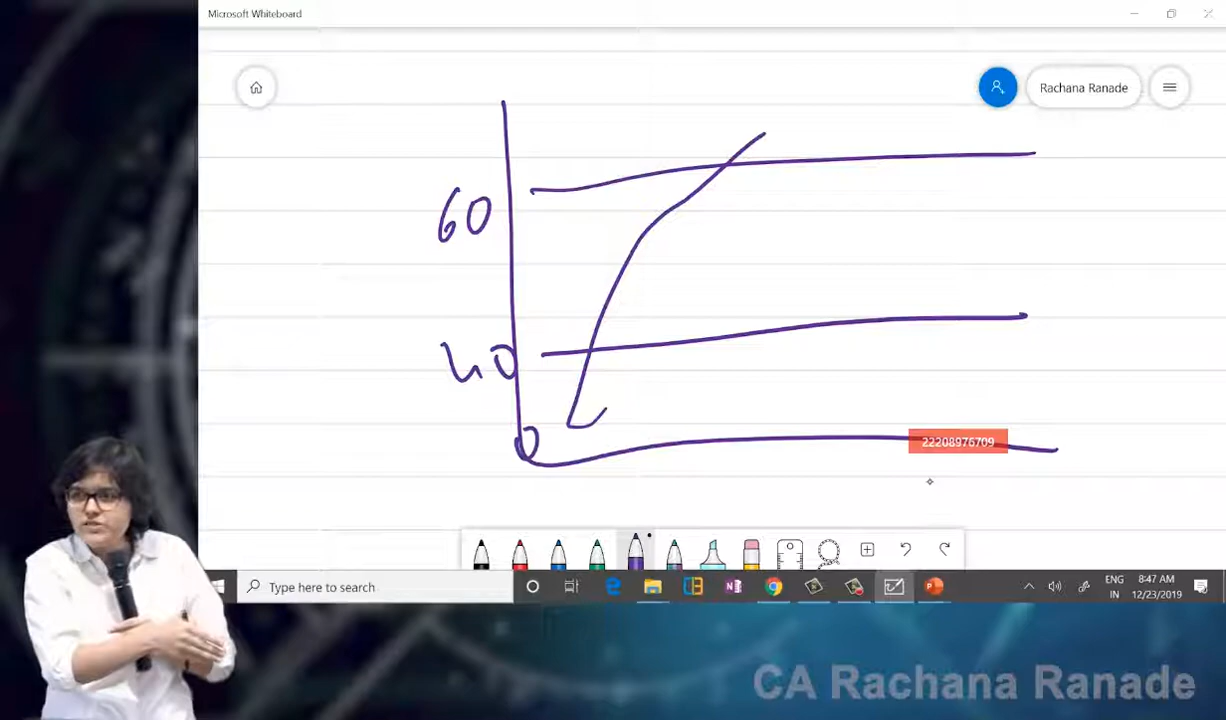 Microsoft Whiteboard
Rachana Ranade
60
40
0
22208976709
Type here to search
ENG
IN
8:47 AM
12/23/2019
CA Rachana Ranade